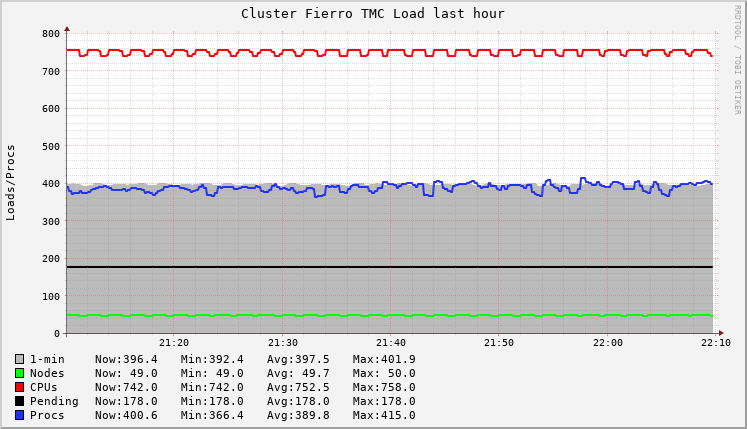 Cluster Fierro TMC Load last hour
RRDTOOL / TOBI OETIKER
Loads/Procs
800
700
600
500
400
300
200
100
0
21:20 21:30 21:40 21:50 22:00 22:10
1-min Now:396.4 Min:392.4 Avg:397.5 Max:401.9
Nodes Now: 49.0 Min: 49.0 Avg: 49.7 Max: 50.0
CPUs Now:742.0 Min:742.0 Avg:752.5 Max:758.0
Pending Now:178.0 Min:178.0 Avg:178.0 Max:178.0
Procs Now:400.6 Min:366.4 Avg:389.8 Max:415.0